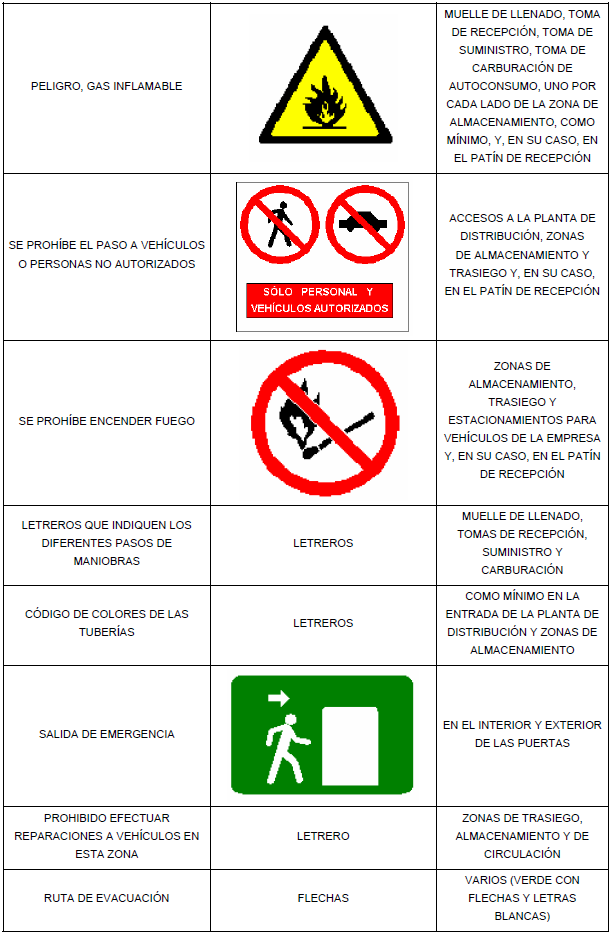 PELIGRO, GAS INFLAMABLE
MUELLE DE LLENADO, TOMA
DE RECEPCIÓN, TOMA DE
SUMINISTRO, TOMA DE
CARBURACIÓN DE
AUTOCONSUMO, UNO POR
CADA LADO DE LA ZONA DE
ALMACENAMIENTO, COMO
MÍNIMO, Y, EN SU CASO, EN
EL PATÍN DE RECEPCIÓN
SE PROHÍBE EL PASO A VEHÍCULOS
O PERSONAS NO AUTORIZADOS
SÓLO PERSONAL Y
VEHÍCULOS AUTORIZADOS
ACCESOS A LA PLANTA DE
DISTRIBUCIÓN, ZONAS
DE ALMACENAMIENTO Y
TRASIEGO Y, EN SU CASO,
EN EL PATÍN DE RECEPCIÓN
SE PROHÍBE ENCENDER FUEGO
ZONAS DE
ALMACENAMIENTO,
TRASIEGO Y
ESTACIONAMIENTOS PARA
VEHÍCULOS DE LA EMPRESA
Y, EN SU CASO, EN EL PATÍN
DE RECEPCIÓN
LETREROS QUE INDIQUEN LOS
DIFERENTES PASOS DE
MANIOBRAS
LETREROS
MUELLE DE LLENADO,
TOMAS DE RECEPCIÓN,
SUMINISTRO Y
CARBURACIÓN
CÓDIGO DE COLORES DE LAS
TUBERÍAS
LETREROS
COMO MÍNIMO EN LA
ENTRADA DE LA PLANTA DE
DISTRIBUCIÓN Y ZONAS DE
ALMACENAMIENTO
SALIDA DE EMERGENCIA
EN EL INTERIOR Y EXTERIOR
DE LAS PUERTAS
PROHIBIDO EFECTUAR
REPARACIONES A VEHÍCULOS EN
ESTA ZONA
LETRERO
ZONAS DE TRASIEGO,
ALMACENAMIENTO Y DE
CIRCULACIÓN
RUTA DE EVACUACIÓN
FLECHAS
VARIOS (VERDE CON
FLECHAS Y LETRAS
BLANCAS)